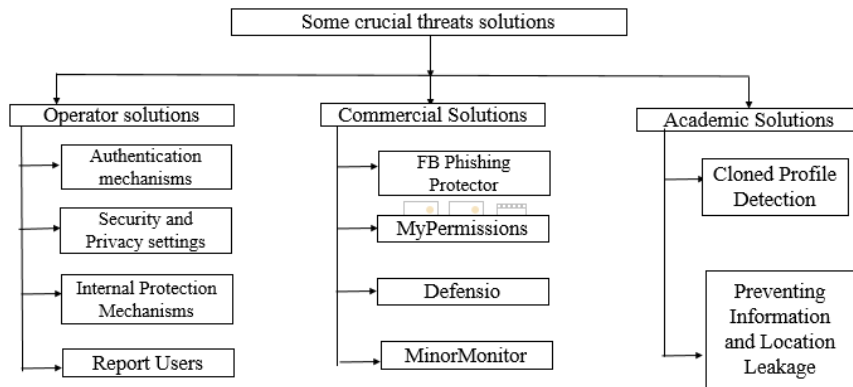 Some crucial threats solutions
Operator solutions
Authentication
mechanisms
Security and
Privacy settings
Internal Protection
Mechanisms
Report Users
Commercial Solutions
FB Phishing
Protector
MyPermissions
Defensio
MinorMonitor
Academic Solutions
Cloned Profile
Detection
Preventing
Information
and Location
Leakage